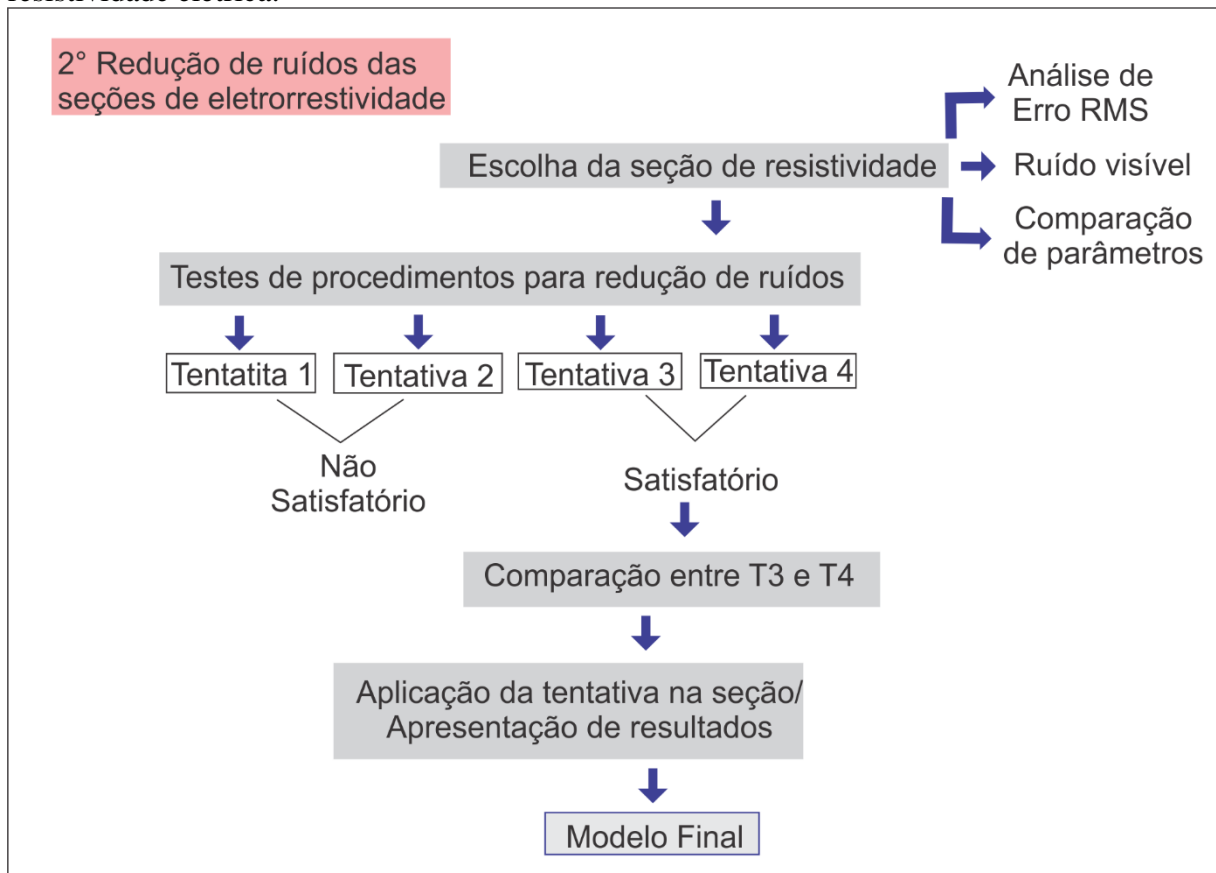 resistividade elétrica.
2° Redução de ruídos das
seções de eletrorrestividade
Análise de
Erro RMS
Escolha da seção de resistividade
Ruído visível
Comparação
de parâmetros
Testes de procedimentos para redução de ruídos
Tentatita 1
Tentativa 2
Tentativa 3
Tentativa 4
Não
Satisfatório
Satisfatório
Comparação entre T3 e T4
Aplicação da tentativa na seção/
Apresentação de resultados
Modelo Final